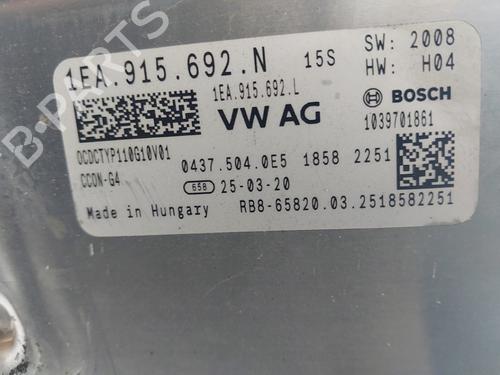 1EA.915.692.N 15S SW: 2008
1EA.915.692.L HW: H04
VW AG BOSCH
1039701861
OCDCTYP110G10V01
CCON-G4 0437.504.0E5 1858 2251
658 25-03-20
Made in Hungary RB8-65820.03.2518582251
B-PARTS